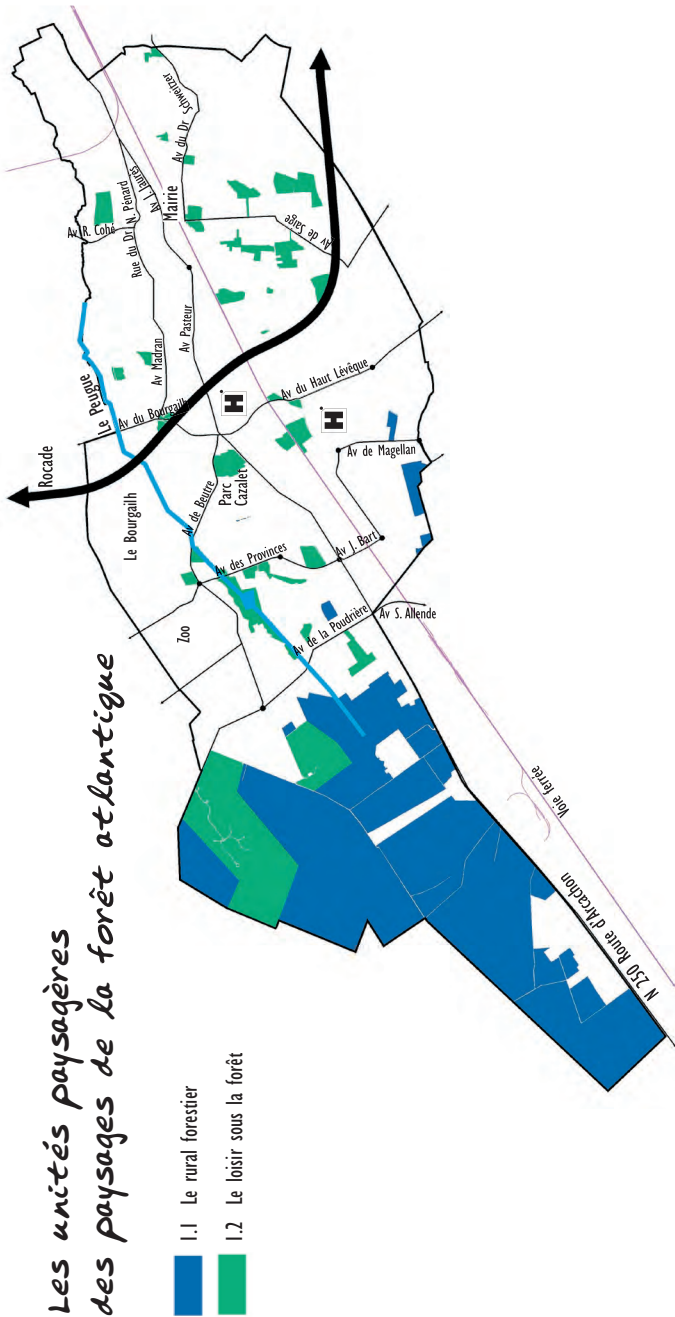 Les unités paysagères
des paysages de la forêt atlantique
1.1 Le rural forestier
1.2 Le loisir sous la forêt
Rocade
Le Peugue
Le Bourgailh
Zoo
Av du Bourgailh
Av Madran
Av R. Cohé
Rue du Dr N. Pénard
Av J. Jaurès
Mairie
Av du Dr Schweitzer
Av Pasteur
Av de Saige
Av de Beutre
Parc
Cazalet
H
H
Av du Haut Lévêque
Av de Magellan
Av des Provinces
Av J. Bart
Av de la Poudrière
Av S. Allende
Voie ferrée
N 250 Route d'Arcachon